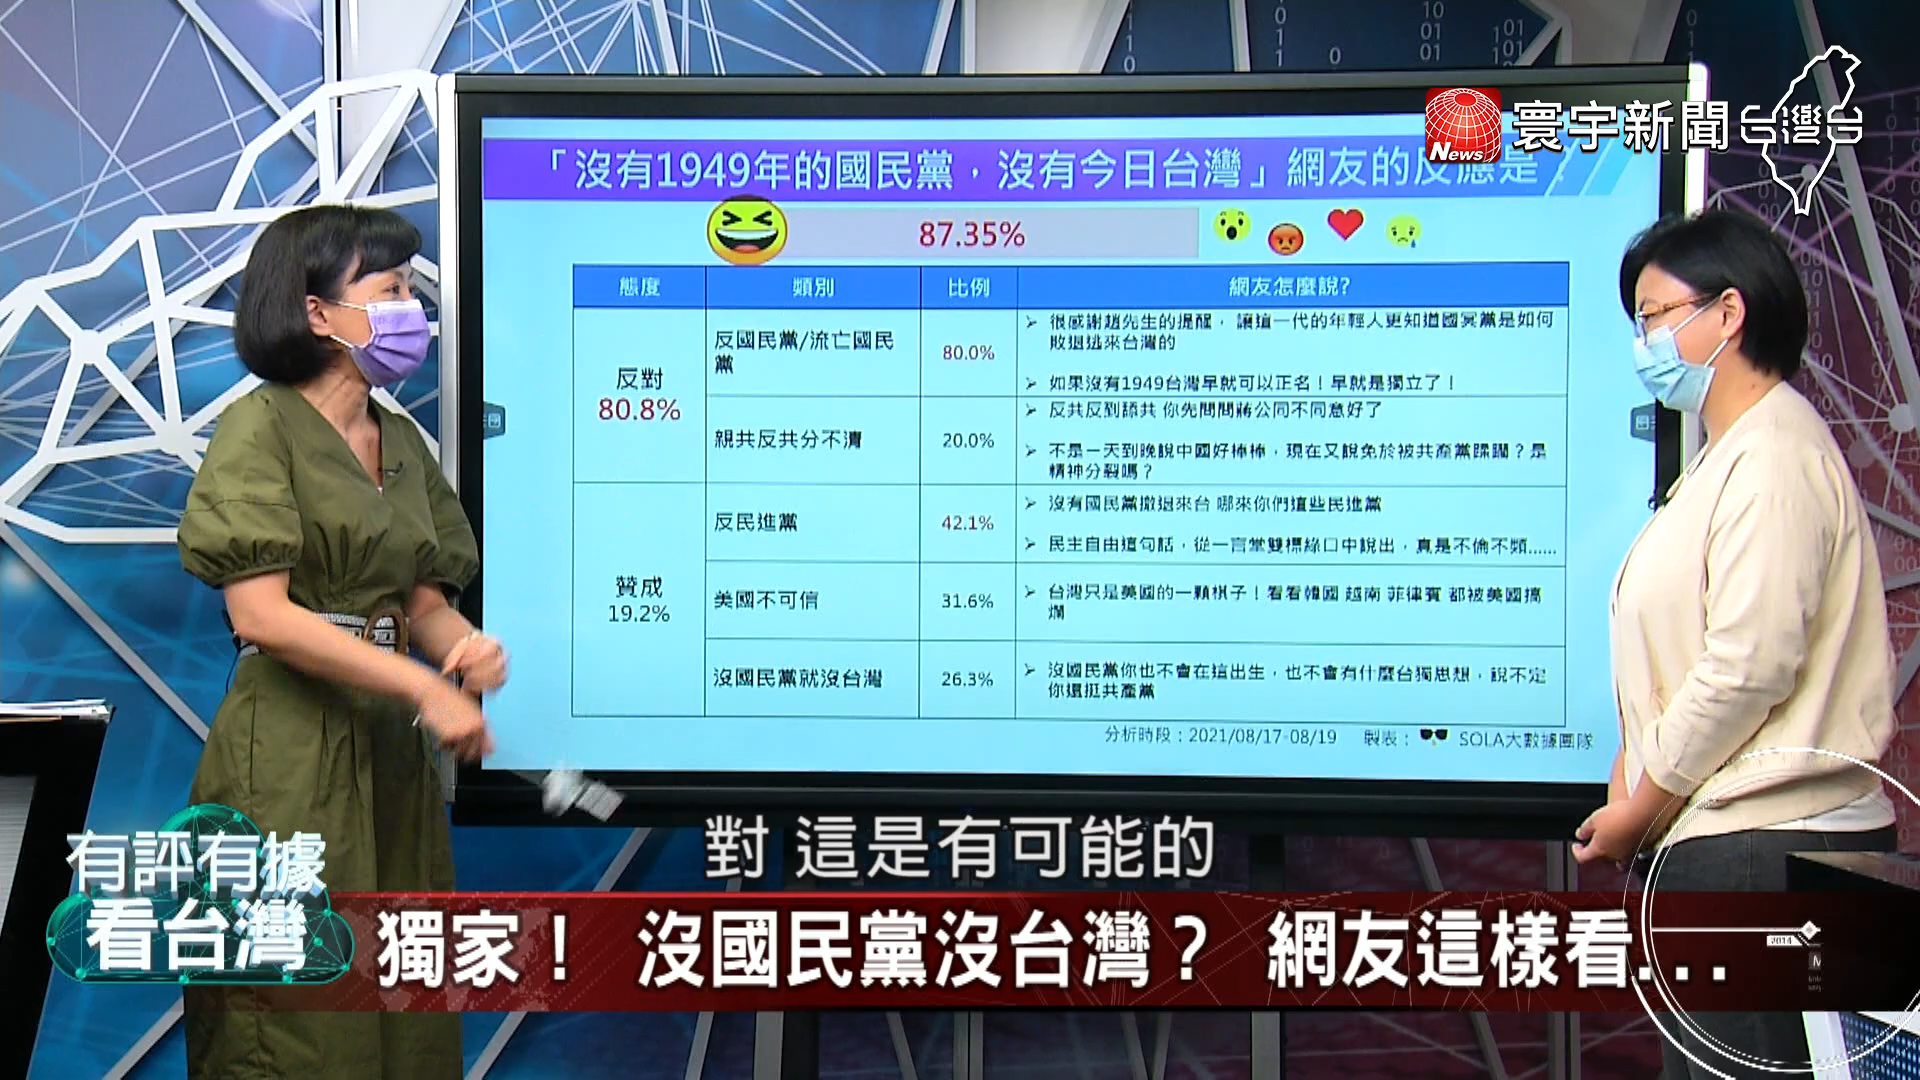 News
寰宇新聞
台灣台
「沒有1949年的國民黨，沒有今日台灣」網友的反應是？
87.35%
態度
類別
比例
網友怎麼說?
反對
80.8%
反國民黨/流亡國民
黨
80.0%
很感謝趙先生的提醒， 讓這一代的年輕人更知道國冥黨是如何
敗退逃來台灣的
如果沒有1949台灣早就可以正名！早就是獨立了！
親共反共分不清
20.0%
反共反到舔共 你先問問蔣公同不同意好了
不是一天到晚說中國好棒棒，現在又說免於被共產黨蹂躪？是
精神分裂嗎？
贊成
19.2%
反民進黨
42.1%
沒有國民黨撤退來台 哪來你們這些民進黨
民主自由這句話，從一言堂雙標綠口中說出，真是不倫不類......
美國不可信
31.6%
台灣只是美國的一顆棋子！看看韓國 越南 菲律賓 都被美國搞
爛
沒國民黨就沒台灣
26.3%
沒國民黨你也不會在這出生，也不會有什麼台獨思想，說不定
你還挺共產黨
分析時段：2021/08/17-08/19
製表：
SOLA大數據團隊
對 這是有可能的
有評有據
看台灣
獨家！ 沒國民黨沒台灣？ 網友這樣看...
2014